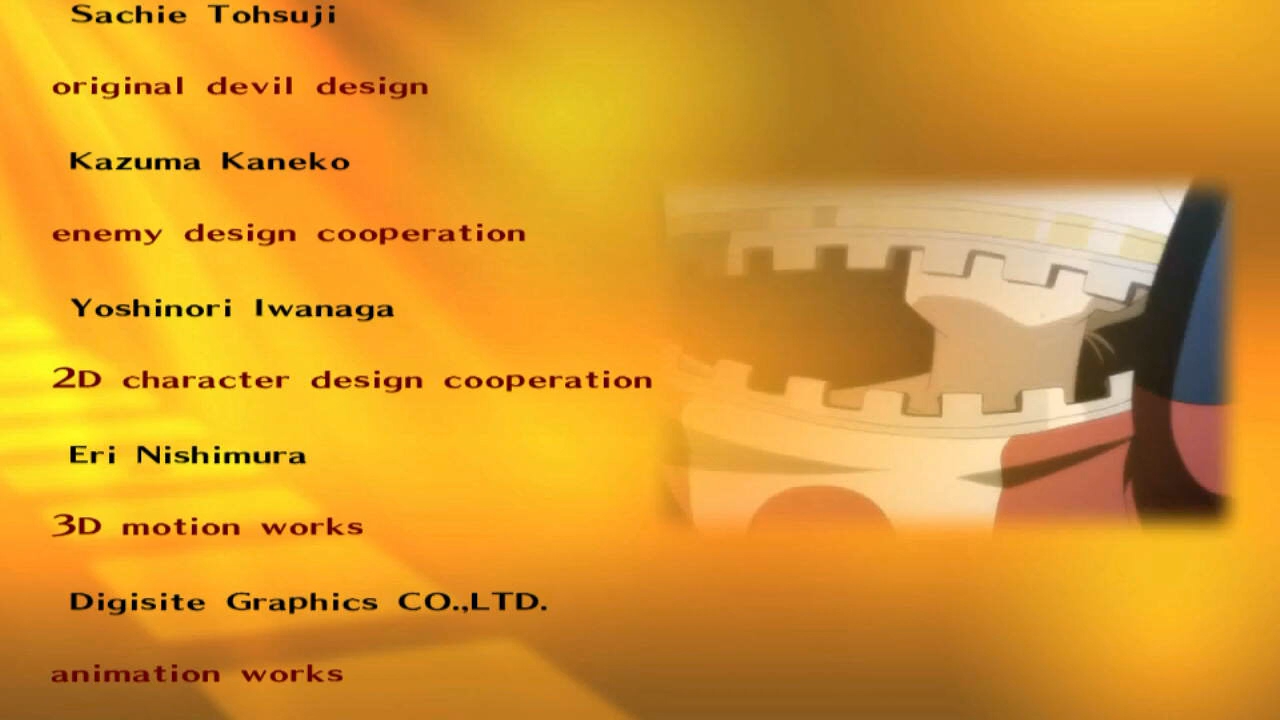 Sachie Tohsuji
original devil design
Kazuma Kaneko
enemy design cooperation
Yoshinori Iwanaga
2D character design cooperation
Eri Nishimura
3D motion works
Digisite Graphics CO.,LTD.
animation works